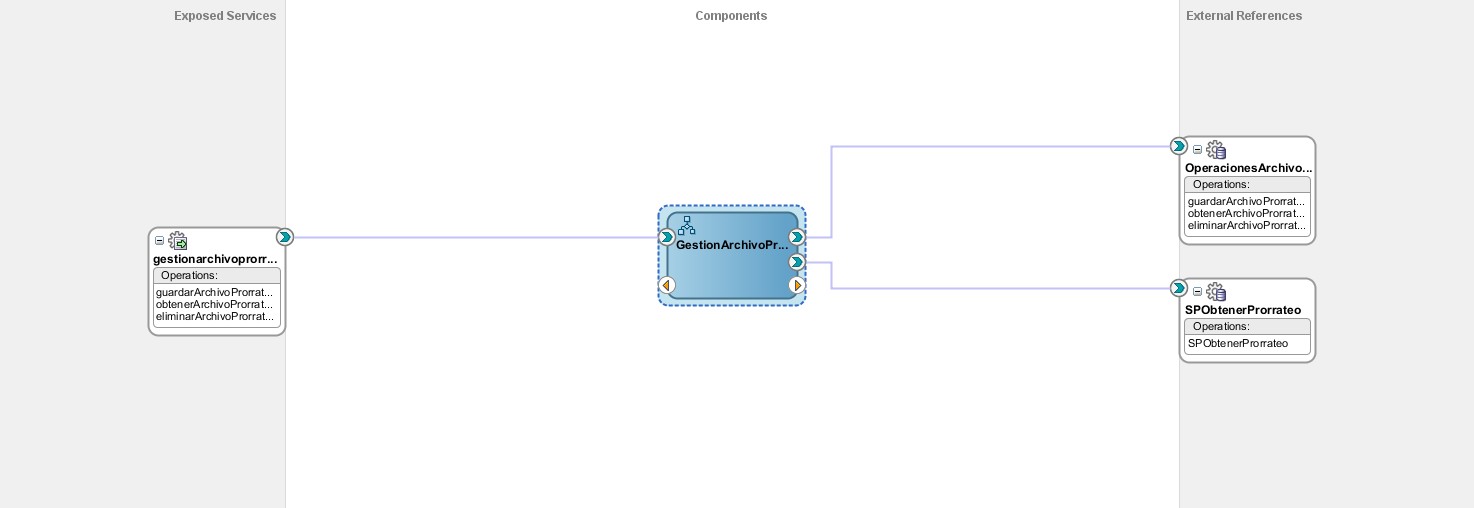 Exposed Services
Components
External References
gestionarchivoprorr...
Operations:
guardarArchivoProrrat...
obtenerArchivoProrrat...
eliminarArchivoProrrat...
GestionArchivoPr...
OperacionesArchivo...
Operations:
guardarArchivoProrrat...
obtenerArchivoProrrat...
eliminarArchivoProrrat...
SPObtenerProrrateo
Operations:
SPObtenerProrrateo